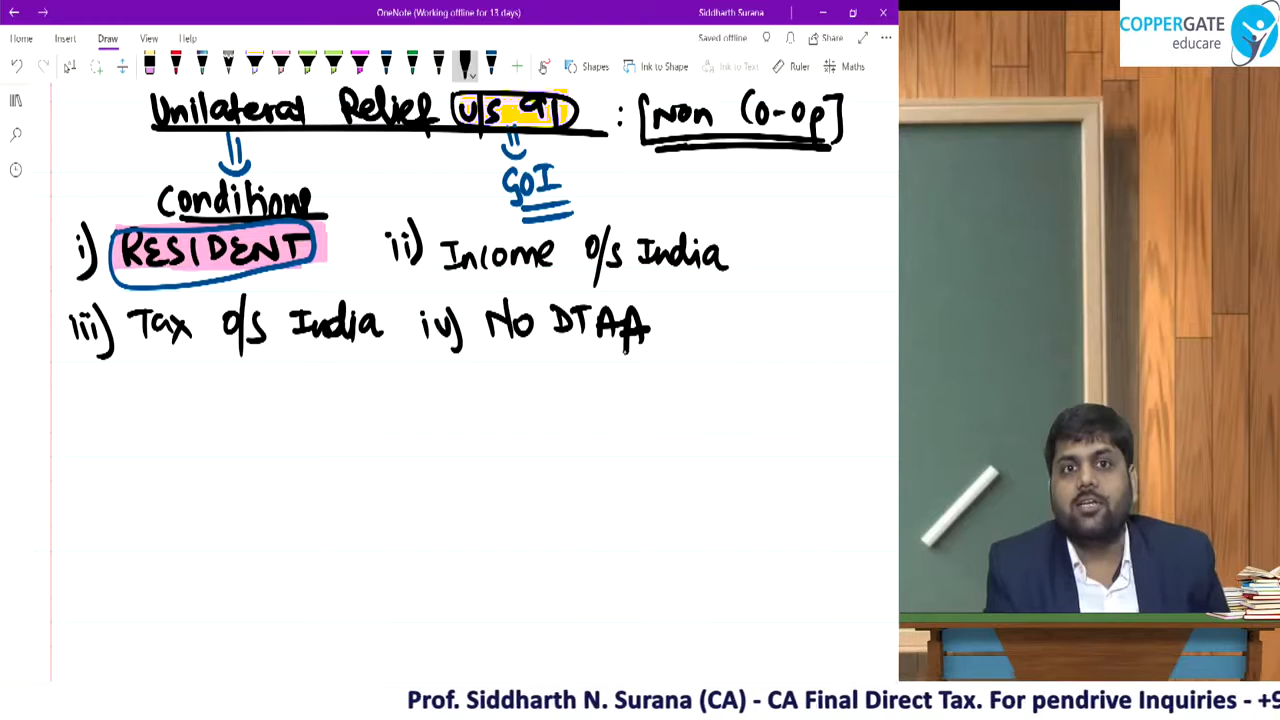 OneNote (Working offline for 13 days)
Siddharth Surana
Home Insert Draw View Help
Saved offline
Share
Shapes Ink to Shape Ink to Text Ruler Maths
COPPERGATE
educare
Unilateral Relief u/s 91 : [Non Co-op]
GOI
Conditions
i) RESIDENT ii) Income o/s India
iii) Tax o/s India iv) No DTAA
Prof. Siddharth N. Surana (CA) - CA Final Direct Tax. For pendrive Inquiries - +9